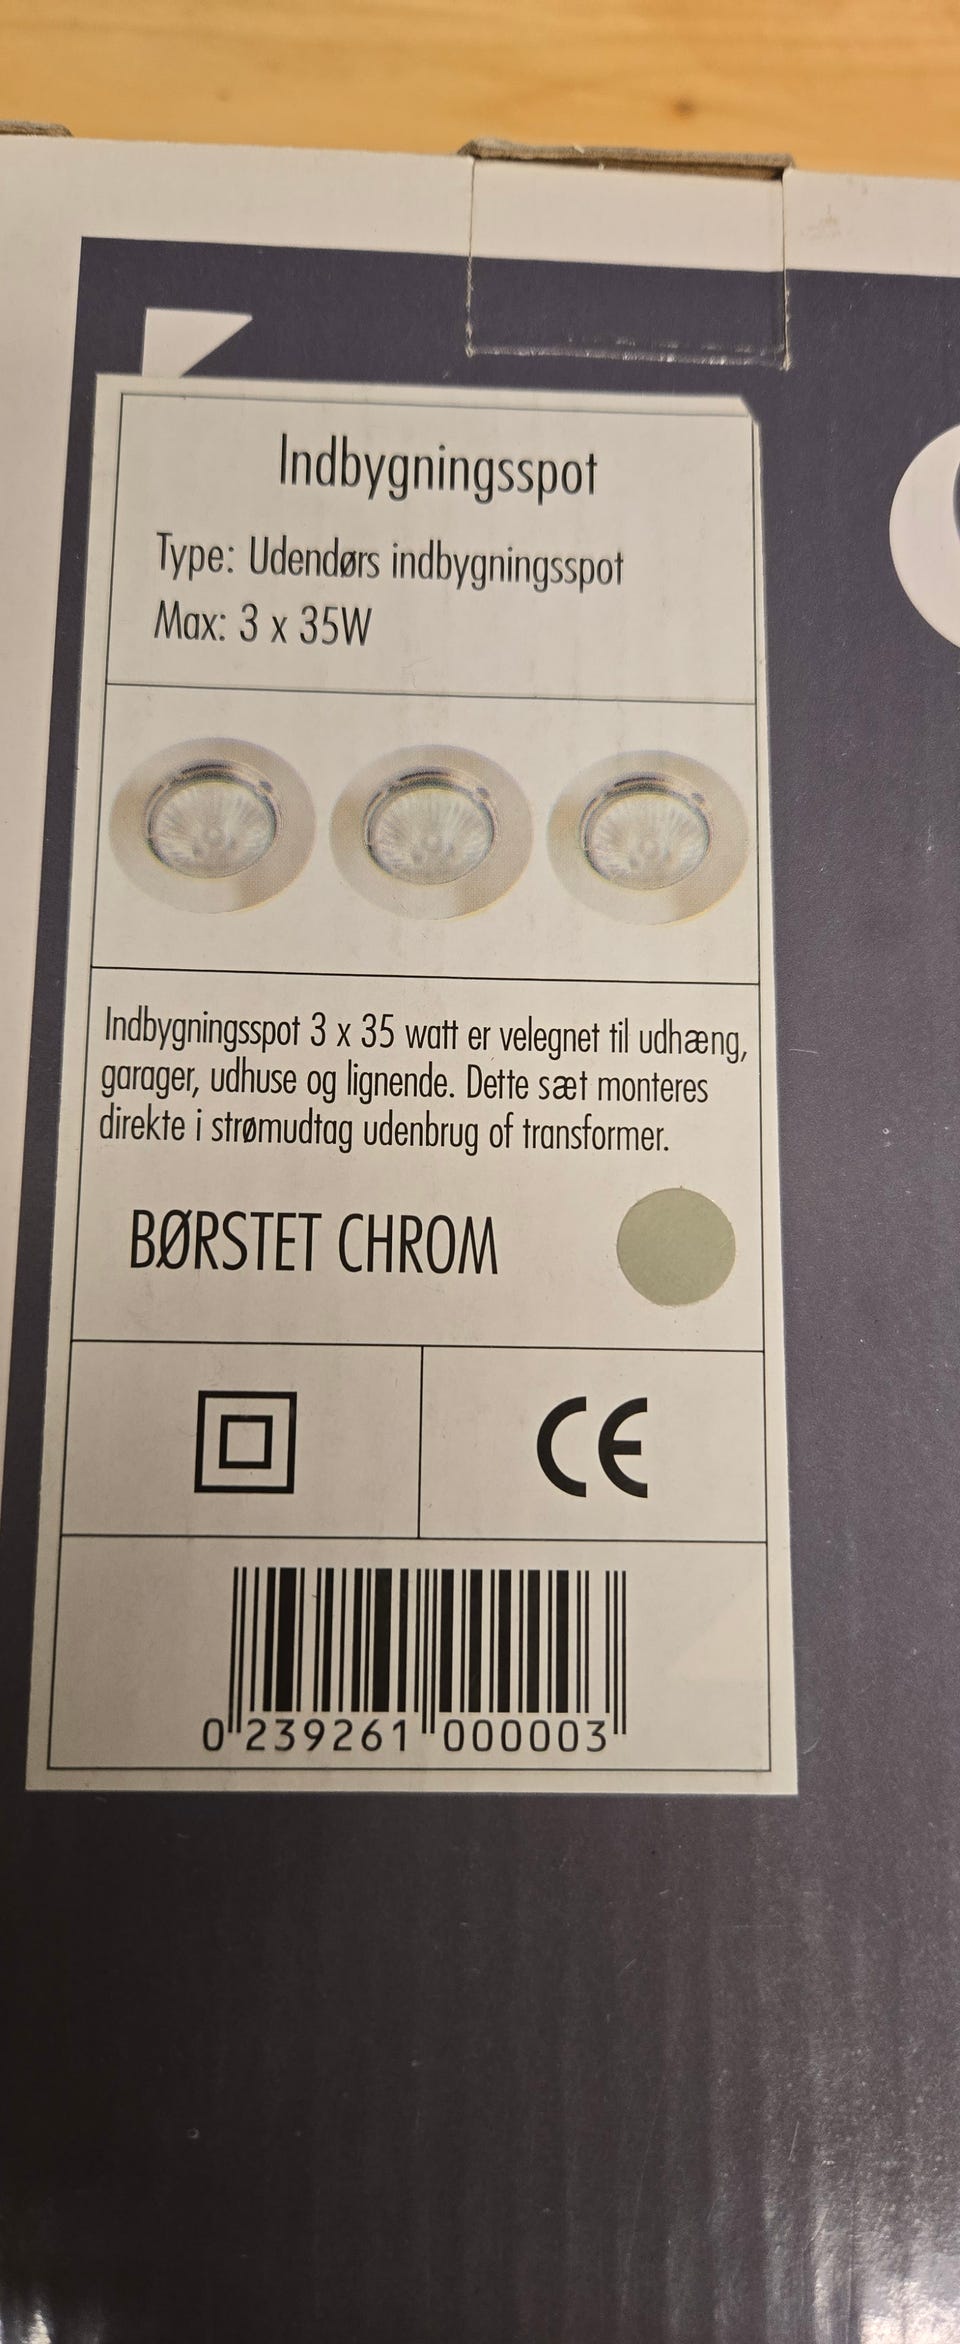 Indbygningsspot
Type: Udendørs indbygningsspot
Max: 3 x 35W
Indbygningsspot 3 x 35 watt er velegnet til udhæng,
garager, udhuse og lignende. Dette sæt monteres
direkte i strømudtag udenbrug of transformer.
BØRSTET CHROM
CE
0 239261 000003